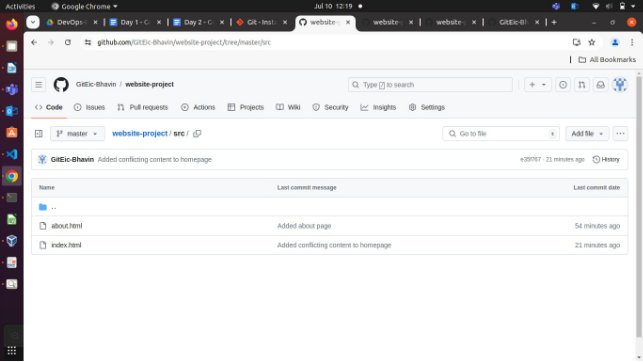 Activities Google Chrome Jul 10 12:19
DevOps- Day 1 - G Day 2 - G Git - Insta website-p website-p website-p GitEic-Bh
github.com/GitEic-Bhavin/website-project/tree/master/src
All Bookmarks
GitEic-Bhavin / website-project Type / to search
Code Issues Pull requests Actions Projects Wiki Security Insights Settings
master website-project / src / Go to file t Add file
GitEic-Bhavin Added conflicting content to homepage 21 minutes ago History
Name Last commit message Last commit date
..
about.html Added about page 54 minutes ago
index.html Added conflicting content to homepage 21 minutes ago